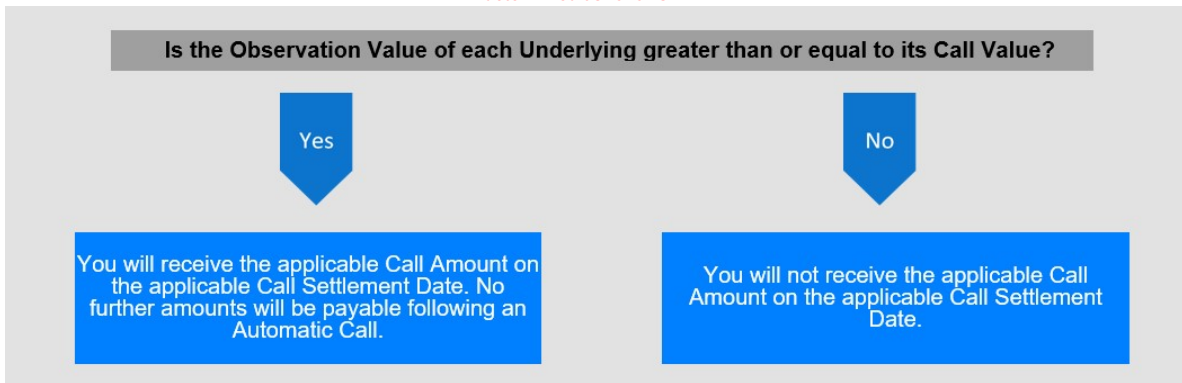 Is the Observation Value of each Underlying greater than or equal to its Call Value?
Yes
No
You will receive the applicable Call Amount on
the applicable Call Settlement Date. No
further amounts will be payable following an
Automatic Call.
You will not receive the applicable Call
Amount on the applicable Call Settlement
Date.